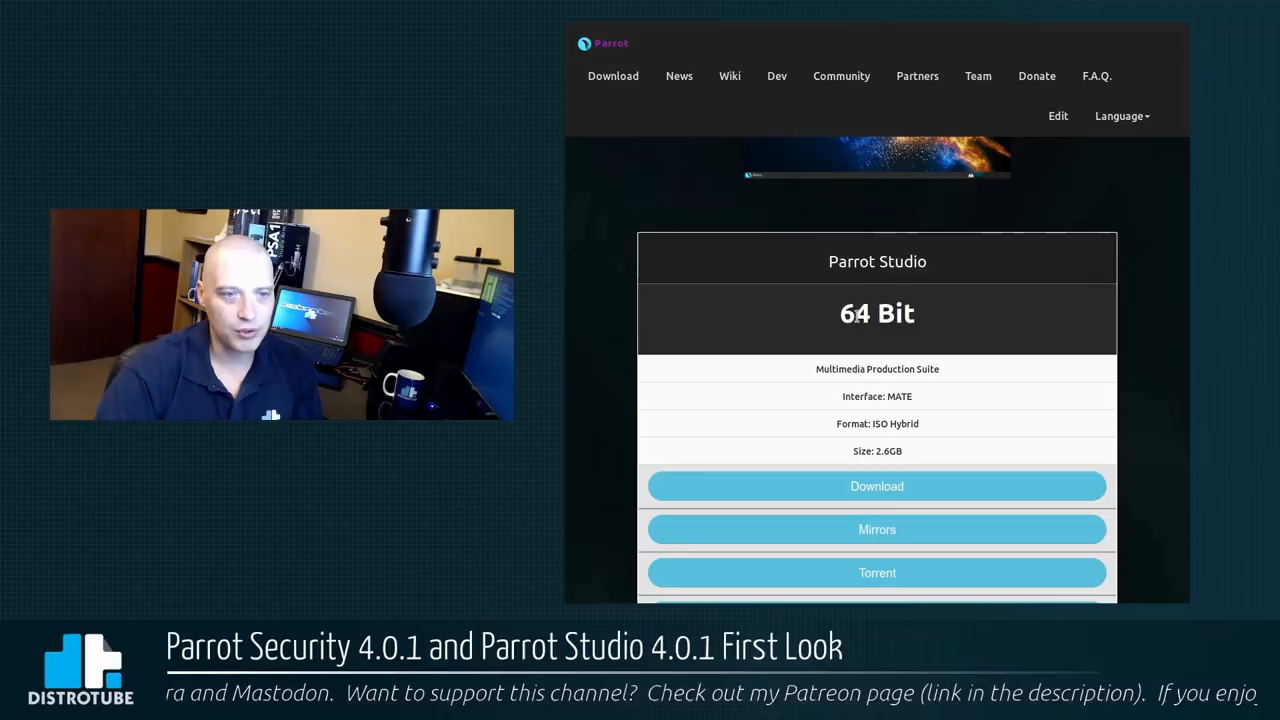 Parrot
Download News Wiki Dev Community Partners Team Donate F.A.Q.
Edit Language
Parrot Studio
64 Bit
Multimedia Production Suite
Interface: MATE
Format: ISO Hybrid
Size: 2.6GB
Download
Mirrors
Torrent
PSA1
Parrot Security 4.0.1 and Parrot Studio 4.0.1 First Look
DISTROTUBE
ra and Mastodon. Want to support this channel? Check out my Patreon page (link in the description). If you enjo